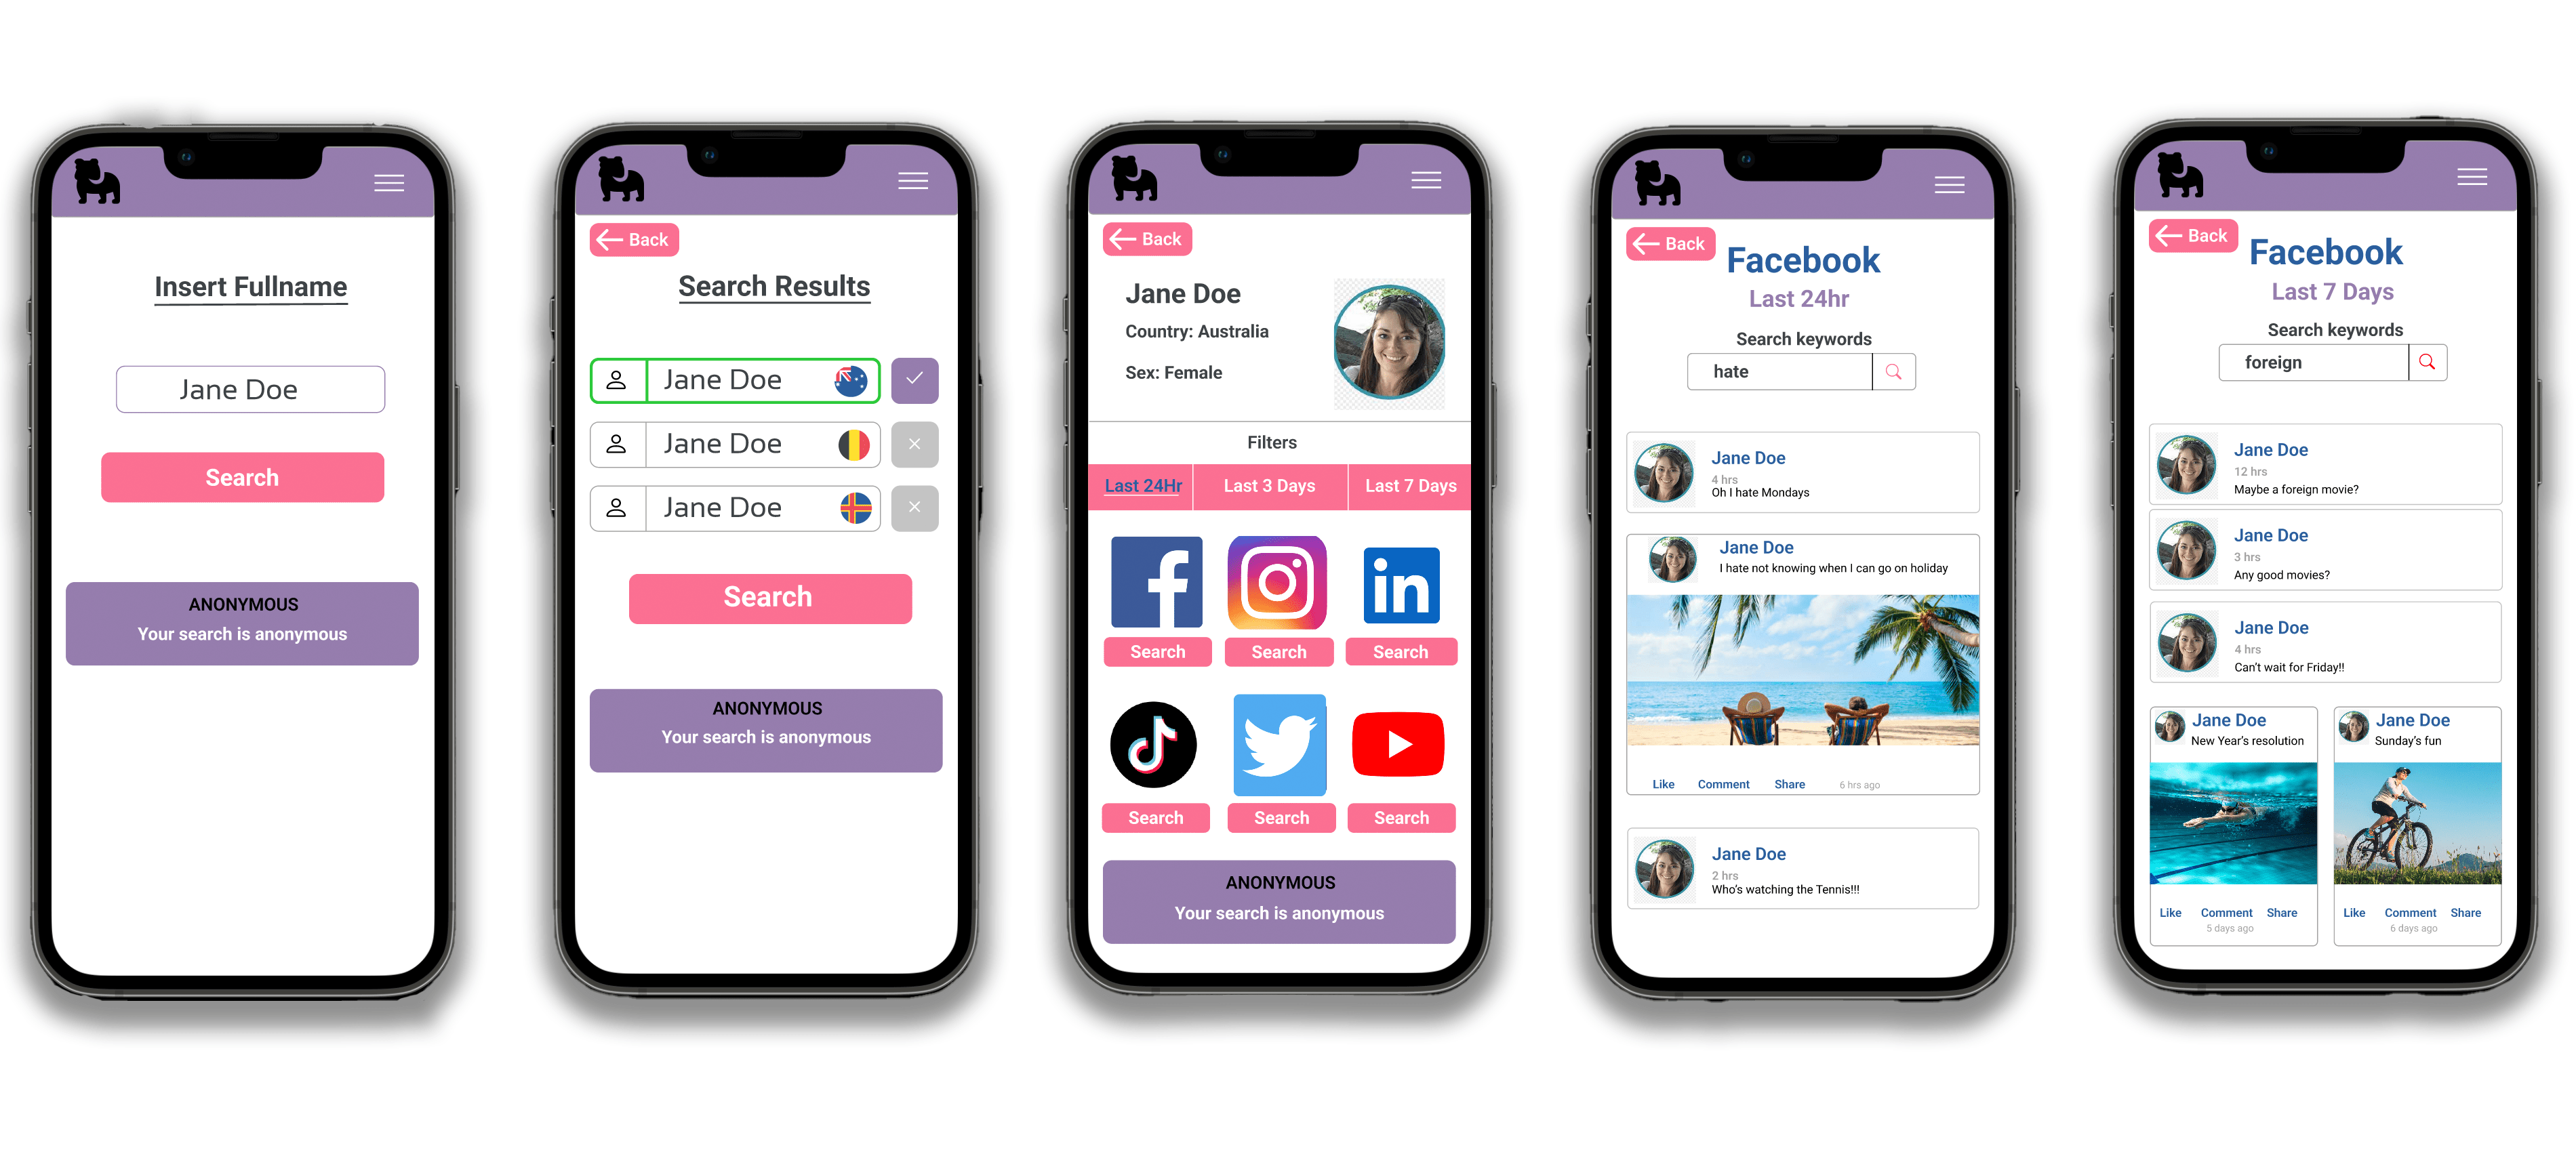 Insert Fullname
Jane Doe
Search
ANONYMOUS
Your search is anonymous
Back
Search Results
Jane Doe
Jane Doe
Jane Doe
Search
ANONYMOUS
Your search is anonymous
Back
Jane Doe
Country: Australia
Sex: Female
Filters
Last 24Hr Last 3 Days Last 7 Days
f in
Search Search Search
Search Search Search
ANONYMOUS
Your search is anonymous
Back
Facebook
Last 24hr
Search keywords
hate
Jane Doe
4 hrs
Oh I hate Mondays
Jane Doe
I hate not knowing when I can go on holiday
Like Comment Share 6 hrs ago
Jane Doe
2 hrs
Who's watching the Tennis!!!
Back
Facebook
Last 7 Days
Search keywords
foreign
Jane Doe
12 hrs
Maybe a foreign movie?
Jane Doe
3 hrs
Any good movies?
Jane Doe
4 hrs
Can't wait for Friday!!
Jane Doe
New Year's resolution
Like Comment Share
5 days ago
Jane Doe
Sunday's fun
Like Comment Share
6 days ago